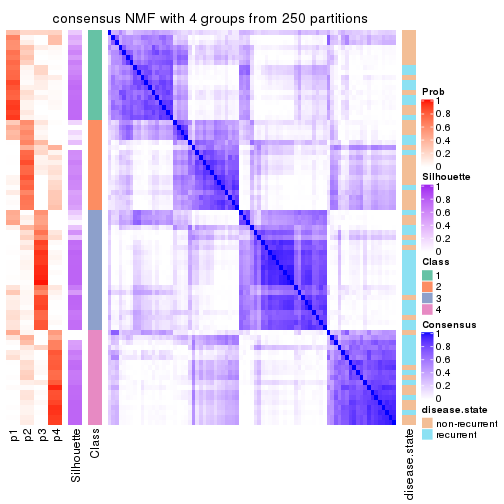 consensus NMF with 4 groups from 250 partitions
Prob
1
0.8
0.6
0.4
0.2
0
Silhouette
1
0.8
0.6
0.4
0.2
0
Class
1
2
3
4
Consensus
1
0.8
0.6
0.4
0.2
0
disease.state
non-recurrent
recurrent
p1
p2
p3
p4
Silhouette
Class
disease.state